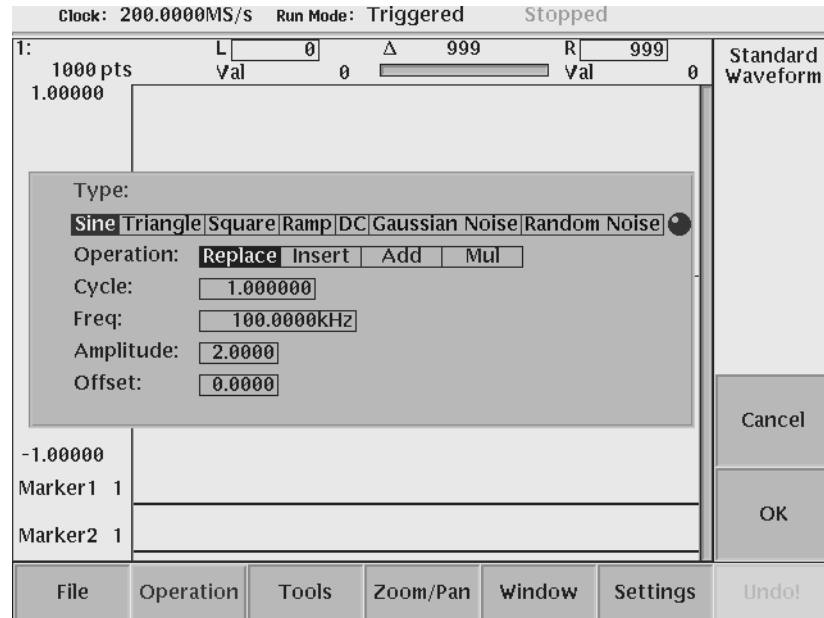 Clock: 200.0000MS/s Run Mode: Triggered Stopped
1: L 0 Δ 999 R 999
1000 pts Val 0 Val 0
Standard
Waveform
1.00000
Type:
Sine Triangle Square Ramp DC Gaussian Noise Random Noise
Operation: Replace Insert Add Mul
Cycle: 1.000000
Freq: 100.0000kHz
Amplitude: 2.0000
Offset: 0.0000
Cancel
-1.00000
Marker1 1
OK
Marker2 1
File Operation Tools Zoom/Pan Window Settings Undo!